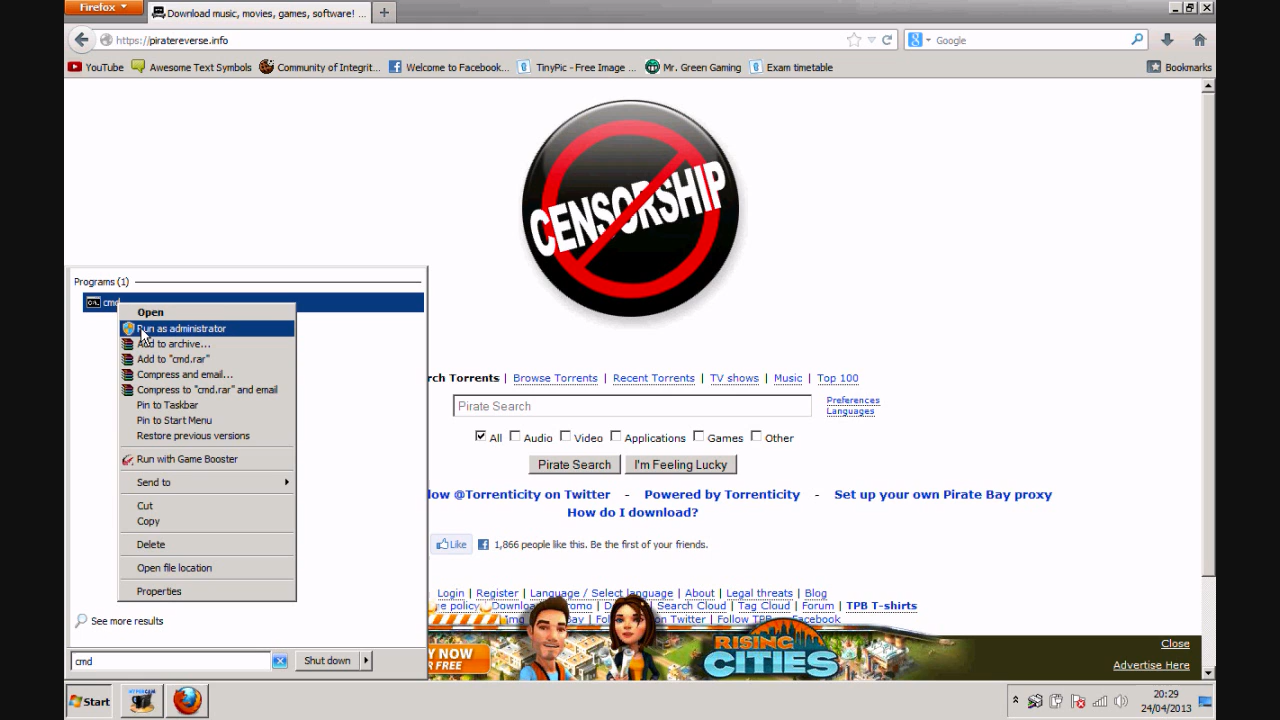 Firefox
Download music, movies, games, software! ...
https://piratereverse.info
Google
YouTube
Awesome Text Symbols
Community of Integrit...
Welcome to Facebook...
TinyPic - Free Image ...
Mr. Green Gaming
Exam timetable
Bookmarks
CENSORSHIP
Programs (1)
cmd
Open
Run as administrator
Add to archive...
Add to "cmd.rar"
Compress and email...
Compress to "cmd.rar" and email
Pin to Taskbar
Pin to Start Menu
Restore previous versions
Run with Game Booster
Send to
Cut
Copy
Delete
Open file location
Properties
See more results
cmd
Shut down
rch Torrents | Browse Torrents | Recent Torrents | TV shows | Music | Top 100
Pirate Search
Preferences
Languages
All Audio Video Applications Games Other
Pirate Search
I'm Feeling Lucky
low @Torrenticity on Twitter - Powered by Torrenticity - Set up your own Pirate Bay proxy
How do I download?
Like
1,866 people like this. Be the first of your friends.
Login | Register | Language / Select language | About | Legal threats | Blog
re policy | Download omo | Search Cloud | Tag Cloud | Forum | TPB T-shirts
Twitter | Follow TPB Facebook
Y NOW
FREE
RISING
CITIES
Close
Advertise Here
Start
HYPERCAM
20:29
24/04/2013